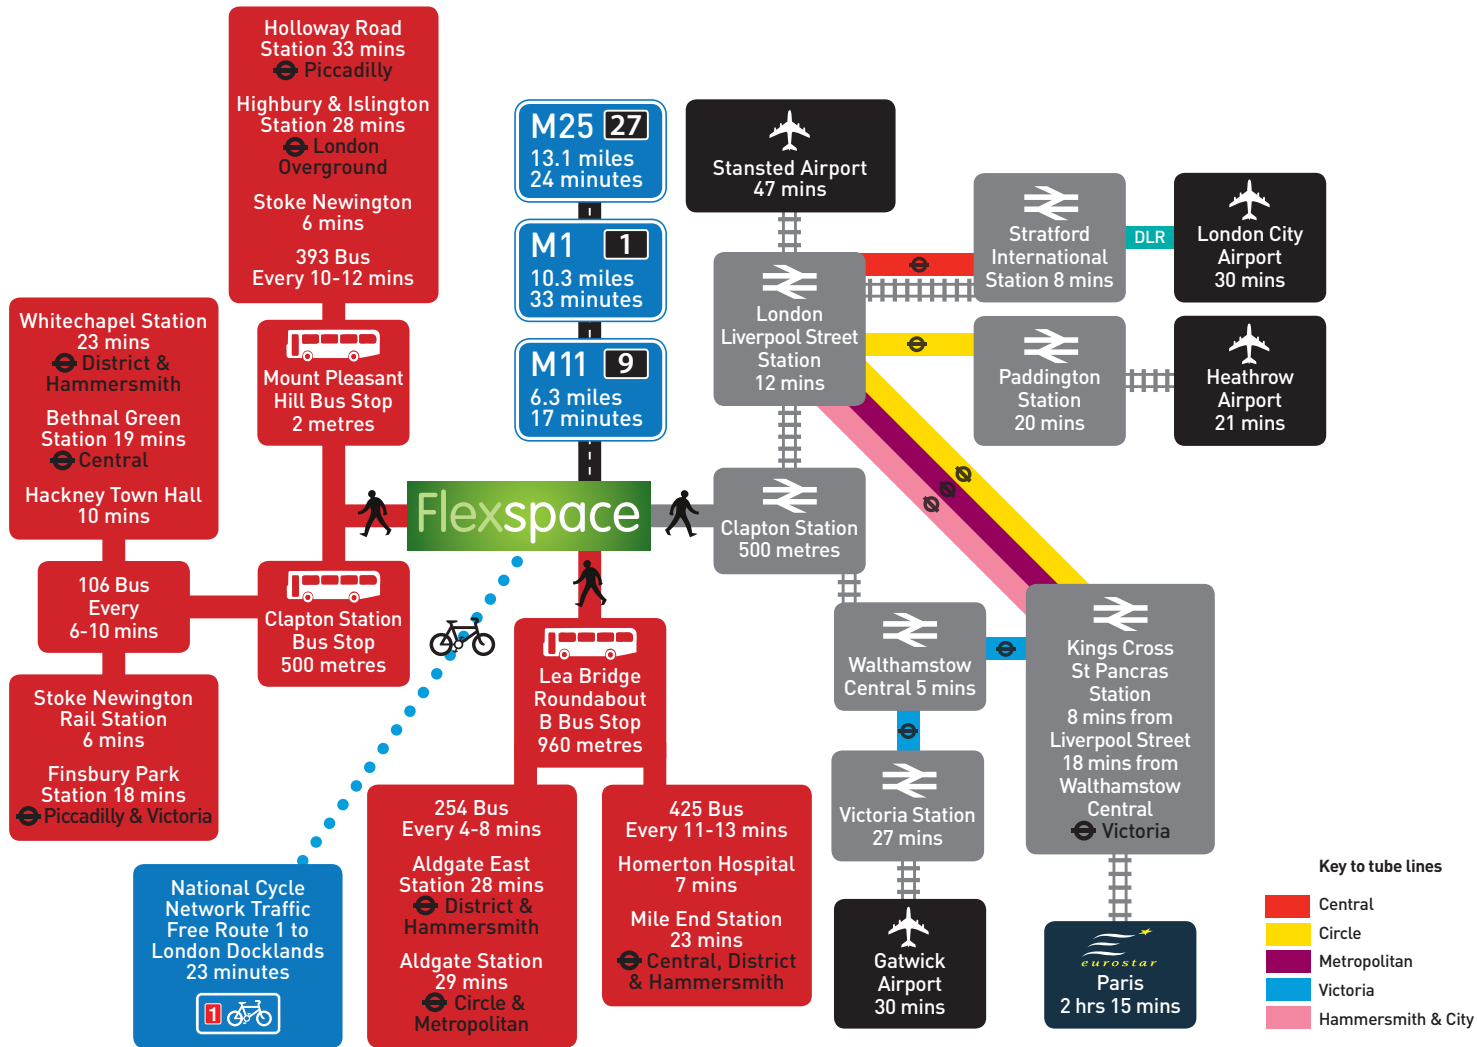 Holloway Road
Station 33 mins
Piccadilly
Highbury & Islington
Station 28 mins
London
Overground
Stoke Newington
6 mins
393 Bus
Every 10-12 mins
Mount Pleasant
Hill Bus Stop
2 metres
Whitechapel Station
23 mins
District &
Hammersmith
Bethnal Green
Station 19 mins
Central
Hackney Town Hall
10 mins
106 Bus
Every
6-10 mins
Clapton Station
Bus Stop
500 metres
Stoke Newington
Rail Station
6 mins
Finsbury Park
Station 18 mins
Piccadilly & Victoria
M25 27
13.1 miles
24 minutes
M1 1
10.3 miles
33 minutes
M11 9
6.3 miles
17 minutes
Flexspace
Lea Bridge
Roundabout
B Bus Stop
960 metres
254 Bus
Every 4-8 mins
Aldgate East
Station 28 mins
District &
Hammersmith
Aldgate Station
29 mins
Circle &
Metropolitan
425 Bus
Every 11-13 mins
Homerton Hospital
7 mins
Mile End Station
23 mins
Central, District
& Hammersmith
National Cycle
Network Traffic
Free Route 1 to
London Docklands
23 minutes
1
Stansted Airport
47 mins
London
Liverpool Street
Station
12 mins
Stratford
International
Station 8 mins
DLR
London City
Airport
30 mins
Paddington
Station
20 mins
Heathrow
Airport
21 mins
Clapton Station
500 metres
Walthamstow
Central 5 mins
Victoria Station
27 mins
Gatwick
Airport
30 mins
Kings Cross
St Pancras
Station
8 mins from
Liverpool Street
18 mins from
Walthamstow
Central
Victoria
eurostar
Paris
2 hrs 15 mins
Key to tube lines
Central
Circle
Metropolitan
Victoria
Hammersmith & City